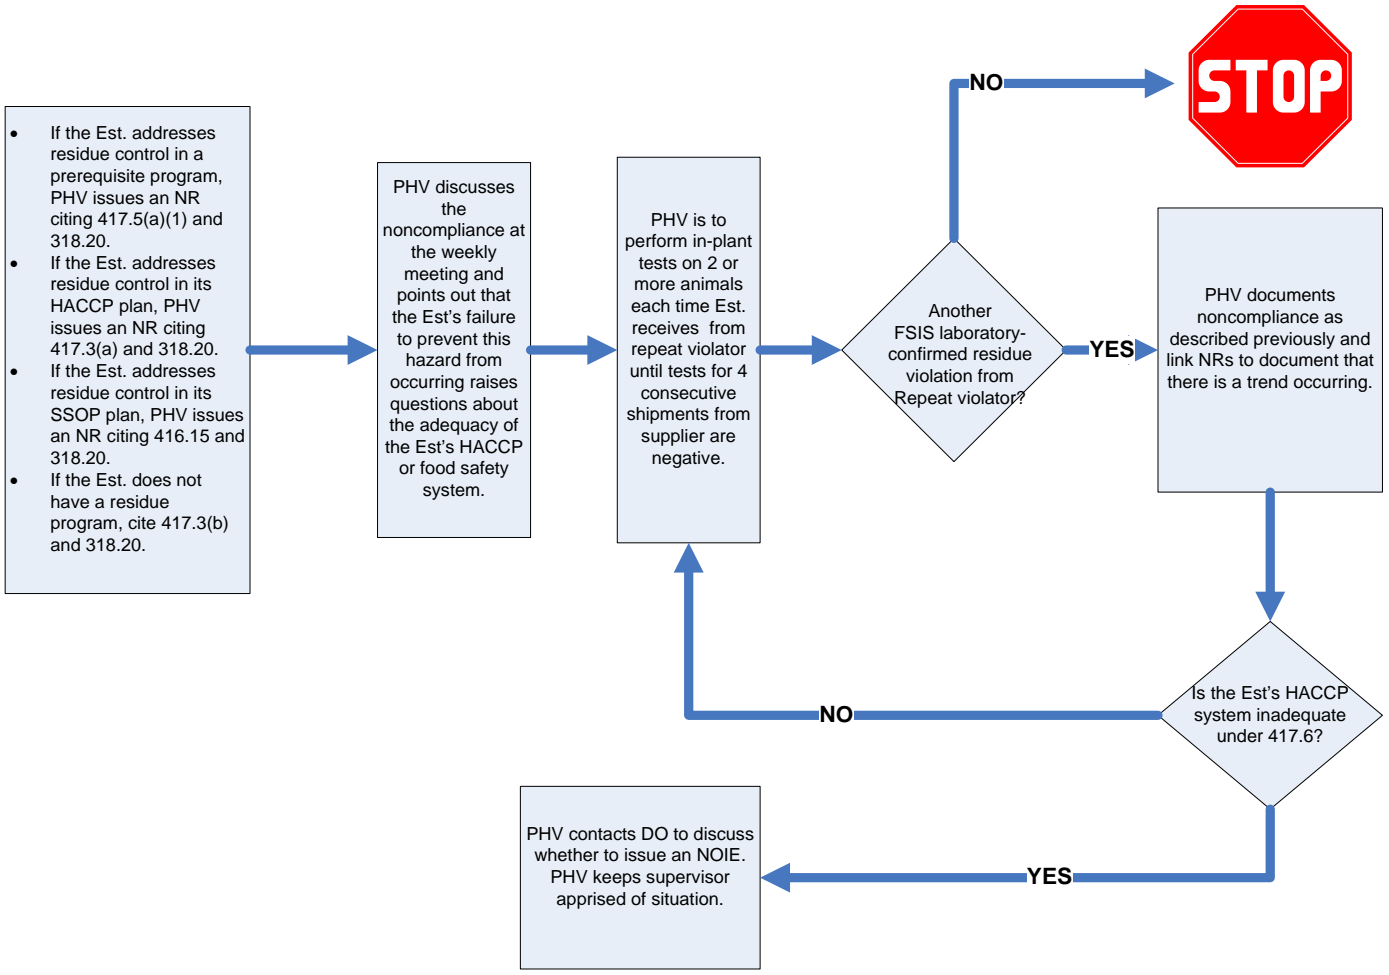 • If the Est. addresses
residue control in a
prerequisite program,
PHV issues an NR
citing 417.5(a)(1) and
318.20.
• If the Est. addresses
residue control in its
HACCP plan, PHV
issues an NR citing
417.3(a) and 318.20.
• If the Est. addresses
residue control in its
SSOP plan, PHV issues
an NR citing 416.15 and
318.20.
• If the Est. does not
have a residue
program, cite 417.3(b)
and 318.20.
PHV discusses
the
noncompliance at
the weekly
meeting and
points out that
the Est's failure
to prevent this
hazard from
occurring raises
questions about
the adequacy of
the Est's HACCP
or food safety
system.
PHV is to
perform in-plant
tests on 2 or
more animals
each time Est.
receives from
repeat violator
until tests for 4
consecutive
shipments from
supplier are
negative.
Another
FSIS laboratory-
confirmed residue
violation from
Repeat violator?
NO
STOP
YES
PHV documents
noncompliance as
described previously and
link NRs to document that
there is a trend occurring.
Is the Est's HACCP
system inadequate
under 417.6?
NO
YES
PHV contacts DO to discuss
whether to issue an NOIE.
PHV keeps supervisor
apprised of situation.